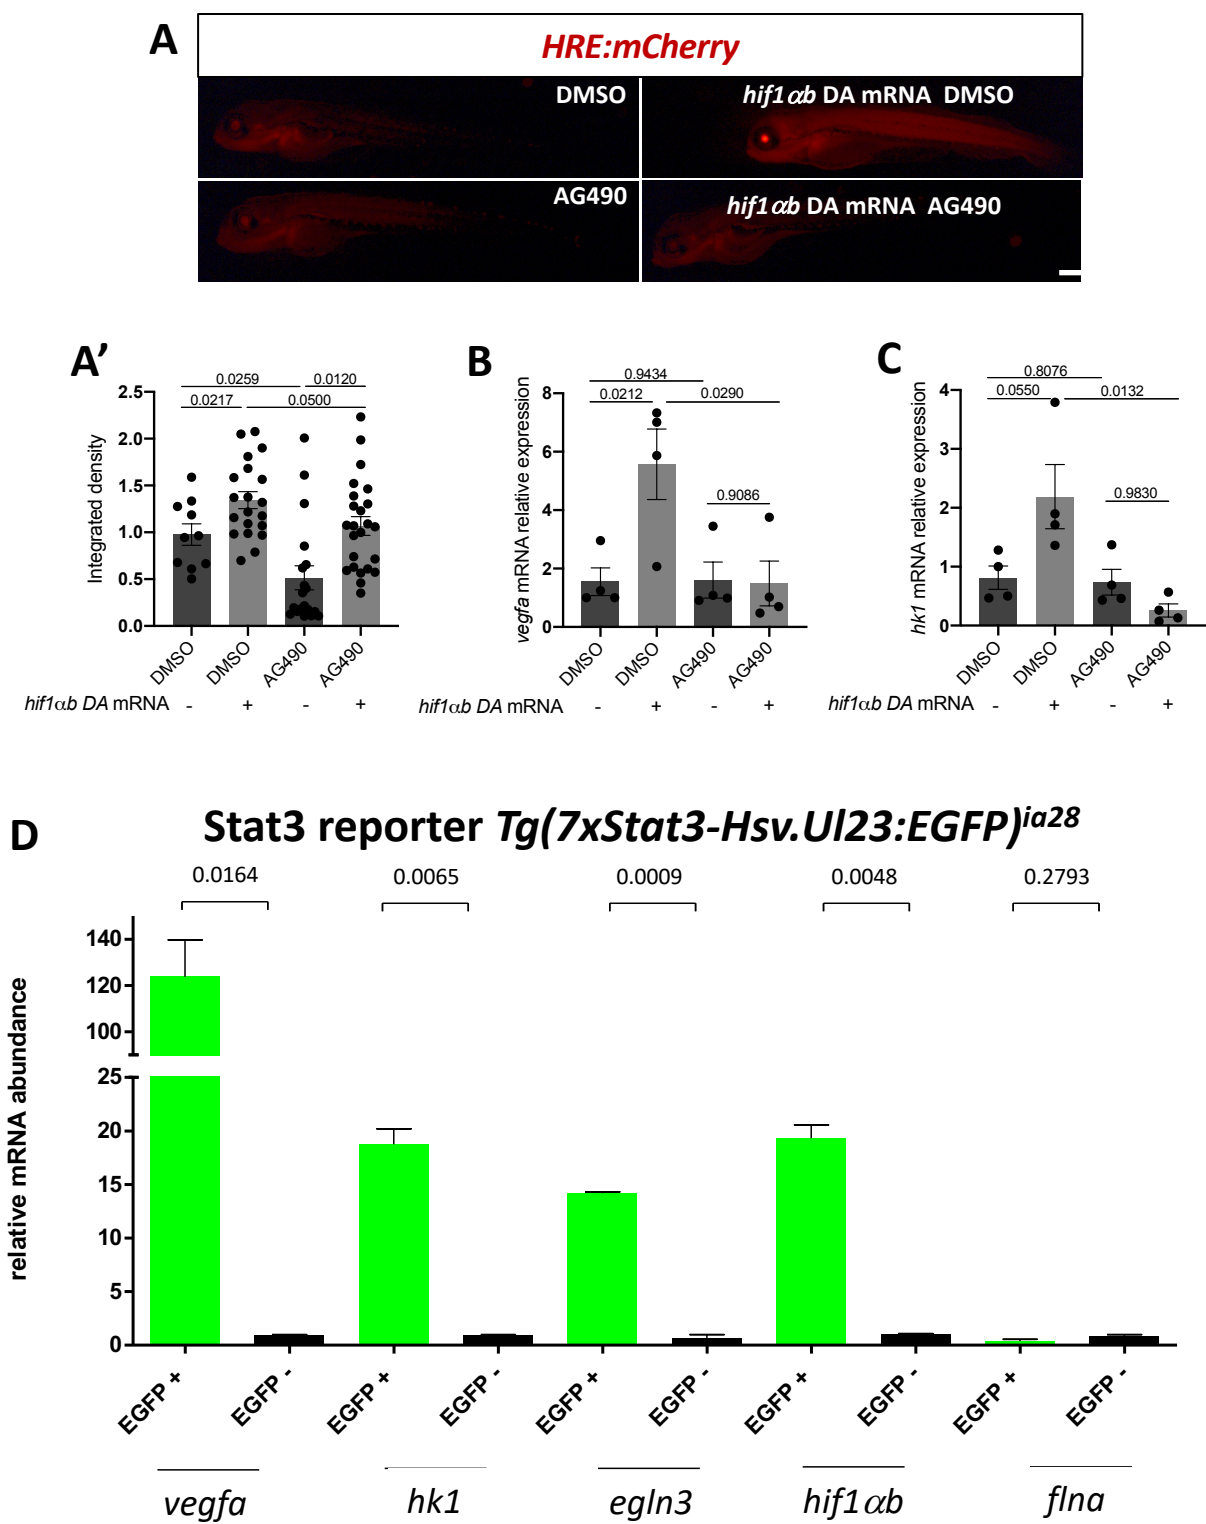 A
HRE:mCherry
DMSO
hif1αb DA mRNA DMSO
AG490
hif1αb DA mRNA AG490
A'
0.0259
0.0120
0.0217
0.0500
Integrated density
2.5
2.0
1.5
1.0
0.5
0.0
DMSO
DMSO
AG490
AG490
hif1αb DA mRNA - + - +
B
0.9434
0.0212
0.0290
0.9086
vegfa mRNA relative expression
8
6
4
2
0
DMSO
DMSO
AG490
AG490
hif1αb DA mRNA - + - +
C
0.8076
0.0550
0.0132
0.9830
hk1 mRNA relative expression
4
3
2
1
0
DMSO
DMSO
AG490
AG490
hif1αb DA mRNA - + - +
D
Stat3 reporter Tg(7xStat3-Hsv.Ul23:EGFP)ia28
0.0164 0.0065 0.0009 0.0048 0.2793
relative mRNA abundance
140
120
100
25
20
15
10
5
0
EGFP + EGFP - EGFP + EGFP - EGFP + EGFP - EGFP + EGFP - EGFP + EGFP -
vegfa hk1 egln3 hif1αb flna